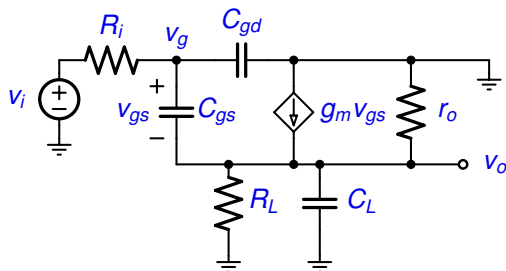 R_i
v_g
C_gd
v_i
+
−
+
v_gs
−
C_gs
g_m v_gs
r_o
v_o
R_L
C_L